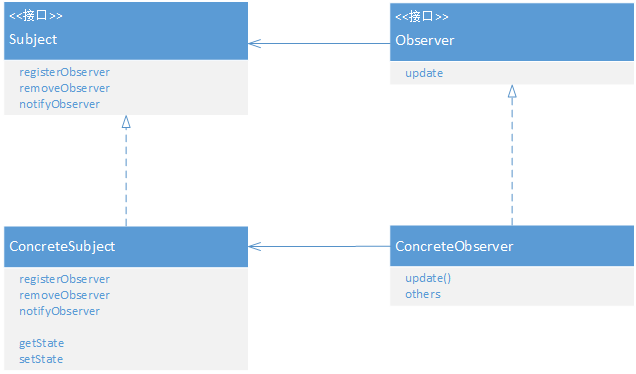 <<接口>>
Subject
registerObserver
removeObserver
notifyObserver
<<接口>>
Observer
update
ConcreteSubject
registerObserver
removeObserver
notifyObserver
getState
setState
ConcreteObserver
update()
others